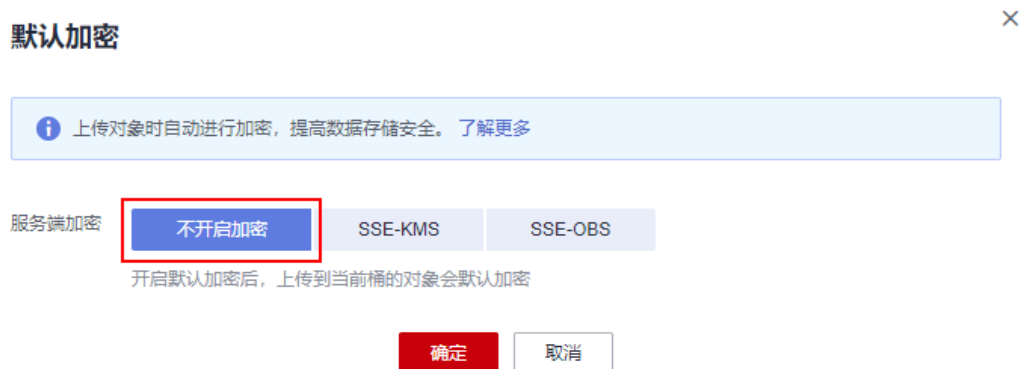 默认加密
上传对象时自动进行加密，提高数据存储安全。 了解更多
服务端加密 不开启加密 SSE-KMS SSE-OBS
开启默认加密后，上传到当前桶的对象会默认加密
确定 取消